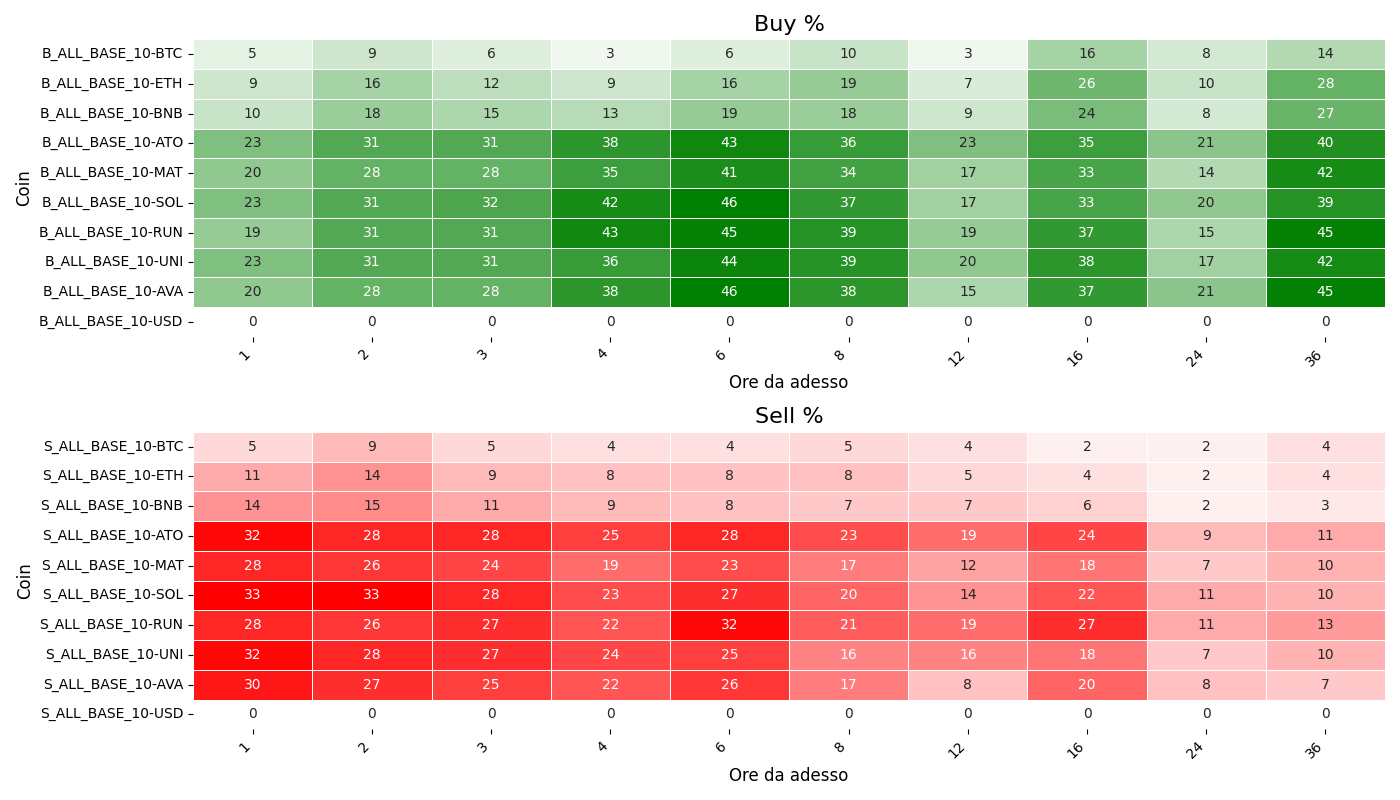 Buy %
Coin
B_ALL_BASE_10-BTC 5 9 6 3 6 10 3 16 8 14
B_ALL_BASE_10-ETH 9 16 12 9 16 19 7 26 10 28
B_ALL_BASE_10-BNB 10 18 15 13 19 18 9 24 8 27
B_ALL_BASE_10-ATO 23 31 31 38 43 36 23 35 21 40
B_ALL_BASE_10-MAT 20 28 28 35 41 34 17 33 14 42
B_ALL_BASE_10-SOL 23 31 32 42 46 37 17 33 20 39
B_ALL_BASE_10-RUN 19 31 31 43 45 39 19 37 15 45
B_ALL_BASE_10-UNI 23 31 31 36 44 39 20 38 17 42
B_ALL_BASE_10-AVA 20 28 28 38 46 38 15 37 21 45
B_ALL_BASE_10-USD 0 0 0 0 0 0 0 0 0 0
1 2 3 4 6 8 12 16 24 36
Ore da adesso
Sell %
Coin
S_ALL_BASE_10-BTC 5 9 5 4 4 5 4 2 2 4
S_ALL_BASE_10-ETH 11 14 9 8 8 8 5 4 2 4
S_ALL_BASE_10-BNB 14 15 11 9 8 7 7 6 2 3
S_ALL_BASE_10-ATO 32 28 28 25 28 23 19 24 9 11
S_ALL_BASE_10-MAT 28 26 24 19 23 17 12 18 7 10
S_ALL_BASE_10-SOL 33 33 28 23 27 20 14 22 11 10
S_ALL_BASE_10-RUN 28 26 27 22 32 21 19 27 11 13
S_ALL_BASE_10-UNI 32 28 27 24 25 16 16 18 7 10
S_ALL_BASE_10-AVA 30 27 25 22 26 17 8 20 8 7
S_ALL_BASE_10-USD 0 0 0 0 0 0 0 0 0 0
1 2 3 4 6 8 12 16 24 36
Ore da adesso